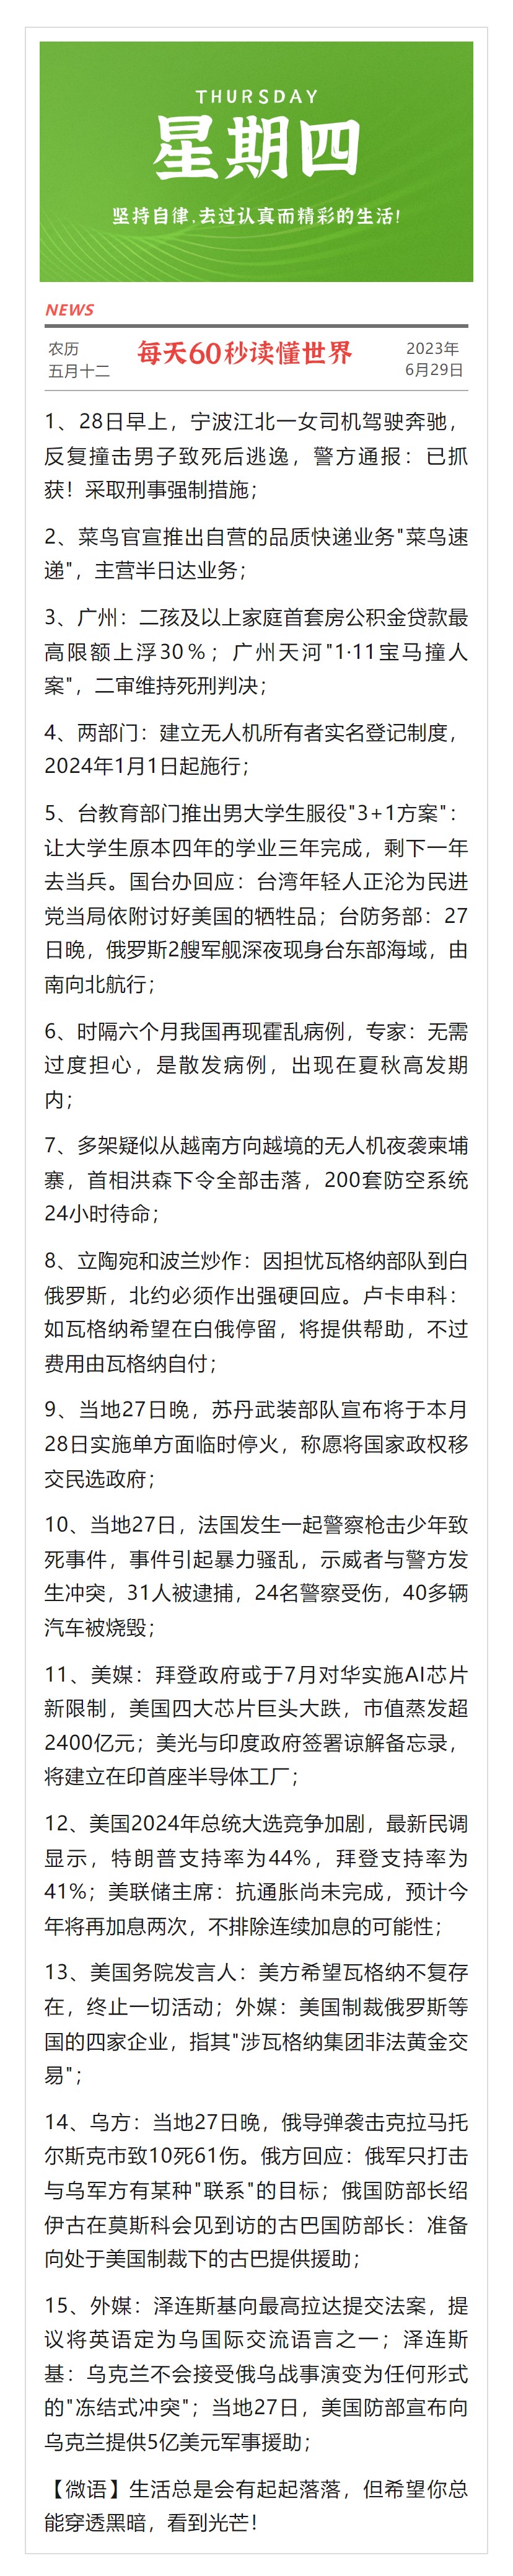 THURSDAY
星期四
坚持自律,去过认真而精彩的生活!
NEWS
农历
五月十二
每天60秒读懂世界
2023年
6月29日
1、28日早上，宁波江北一女司机驾驶奔驰，
反复撞击男子致死后逃逸，警方通报：已抓
获！采取刑事强制措施；
2、菜鸟官宣推出自营的品质快递业务"菜鸟速
递"，主营半日达业务；
3、广州：二孩及以上家庭首套房公积金贷款最
高限额上浮30％；广州天河"1·11宝马撞人
案"，二审维持死刑判决；
4、两部门：建立无人机所有者实名登记制度，
2024年1月1日起施行；
5、台教育部门推出男大学生服役"3+1方案"：
让大学生原本四年的学业三年完成，剩下一年
去当兵。国台办回应：台湾年轻人正沦为民进
党当局依附讨好美国的牺牲品；台防务部：27
日晚，俄罗斯2艘军舰深夜现身台东部海域，由
南向北航行；
6、时隔六个月我国再现霍乱病例，专家：无需
过度担心，是散发病例，出现在夏秋高发期
内；
7、多架疑似从越南方向越境的无人机夜袭柬埔
寨，首相洪森下令全部击落，200套防空系统
24小时待命；
8、立陶宛和波兰炒作：因担忧瓦格纳部队到白
俄罗斯，北约必须作出强硬回应。卢卡申科：
如瓦格纳希望在白俄停留，将提供帮助，不过
费用由瓦格纳自付；
9、当地27日晚，苏丹武装部队宣布将于本月
28日实施单方面临时停火，称愿将国家政权移
交民选政府；
10、当地27日，法国发生一起警察枪击少年致
死事件，事件引起暴力骚乱，示威者与警方发
生冲突，31人被逮捕，24名警察受伤，40多辆
汽车被烧毁；
11、美媒：拜登政府或于7月对华实施AI芯片
新限制，美国四大芯片巨头大跌，市值蒸发超
2400亿元；美光与印度政府签署谅解备忘录，
将建立在印首座半导体工厂；
12、美国2024年总统大选竞争加剧，最新民调
显示，特朗普支持率为44%，拜登支持率为
41%；美联储主席：抗通胀尚未完成，预计今
年将再加息两次，不排除连续加息的可能性；
13、美国务院发言人：美方希望瓦格纳不复存
在，终止一切活动；外媒：美国制裁俄罗斯等
国的四家企业，指其"涉瓦格纳集团非法黄金交
易"；
14、乌方：当地27日晚，俄导弹袭击克拉马托
尔斯克市致10死61伤。俄方回应：俄军只打击
与乌军方有某种"联系"的目标；俄国防部长绍
伊古在莫斯科会见到访的古巴国防部长：准备
向处于美国制裁下的古巴提供援助；
15、外媒：泽连斯基向最高拉达提交法案，提
议将英语定为乌国际交流语言之一；泽连斯
基：乌克兰不会接受俄乌战事演变为任何形式
的"冻结式冲突"；当地27日，美国防部宣布向
乌克兰提供5亿美元军事援助；
【微语】生活总是会有起起落落，但希望你总
能穿透黑暗，看到光芒！